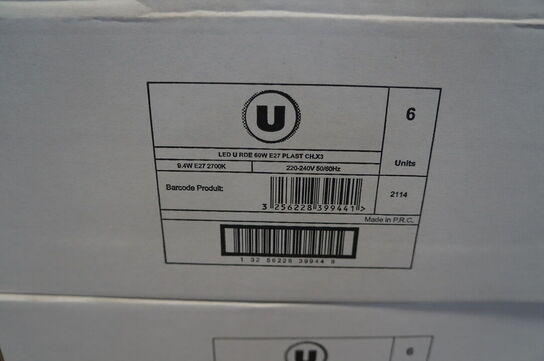 U
6
Units
LED U RDE 60W E27 PLAST CH.X3
9.4W E27 2700K
220-240V 50/60Hz
Barcode Produit:
3 256228 399441 >
2114
Made in P.R.C.
1 32 56228 39944 8
U
6